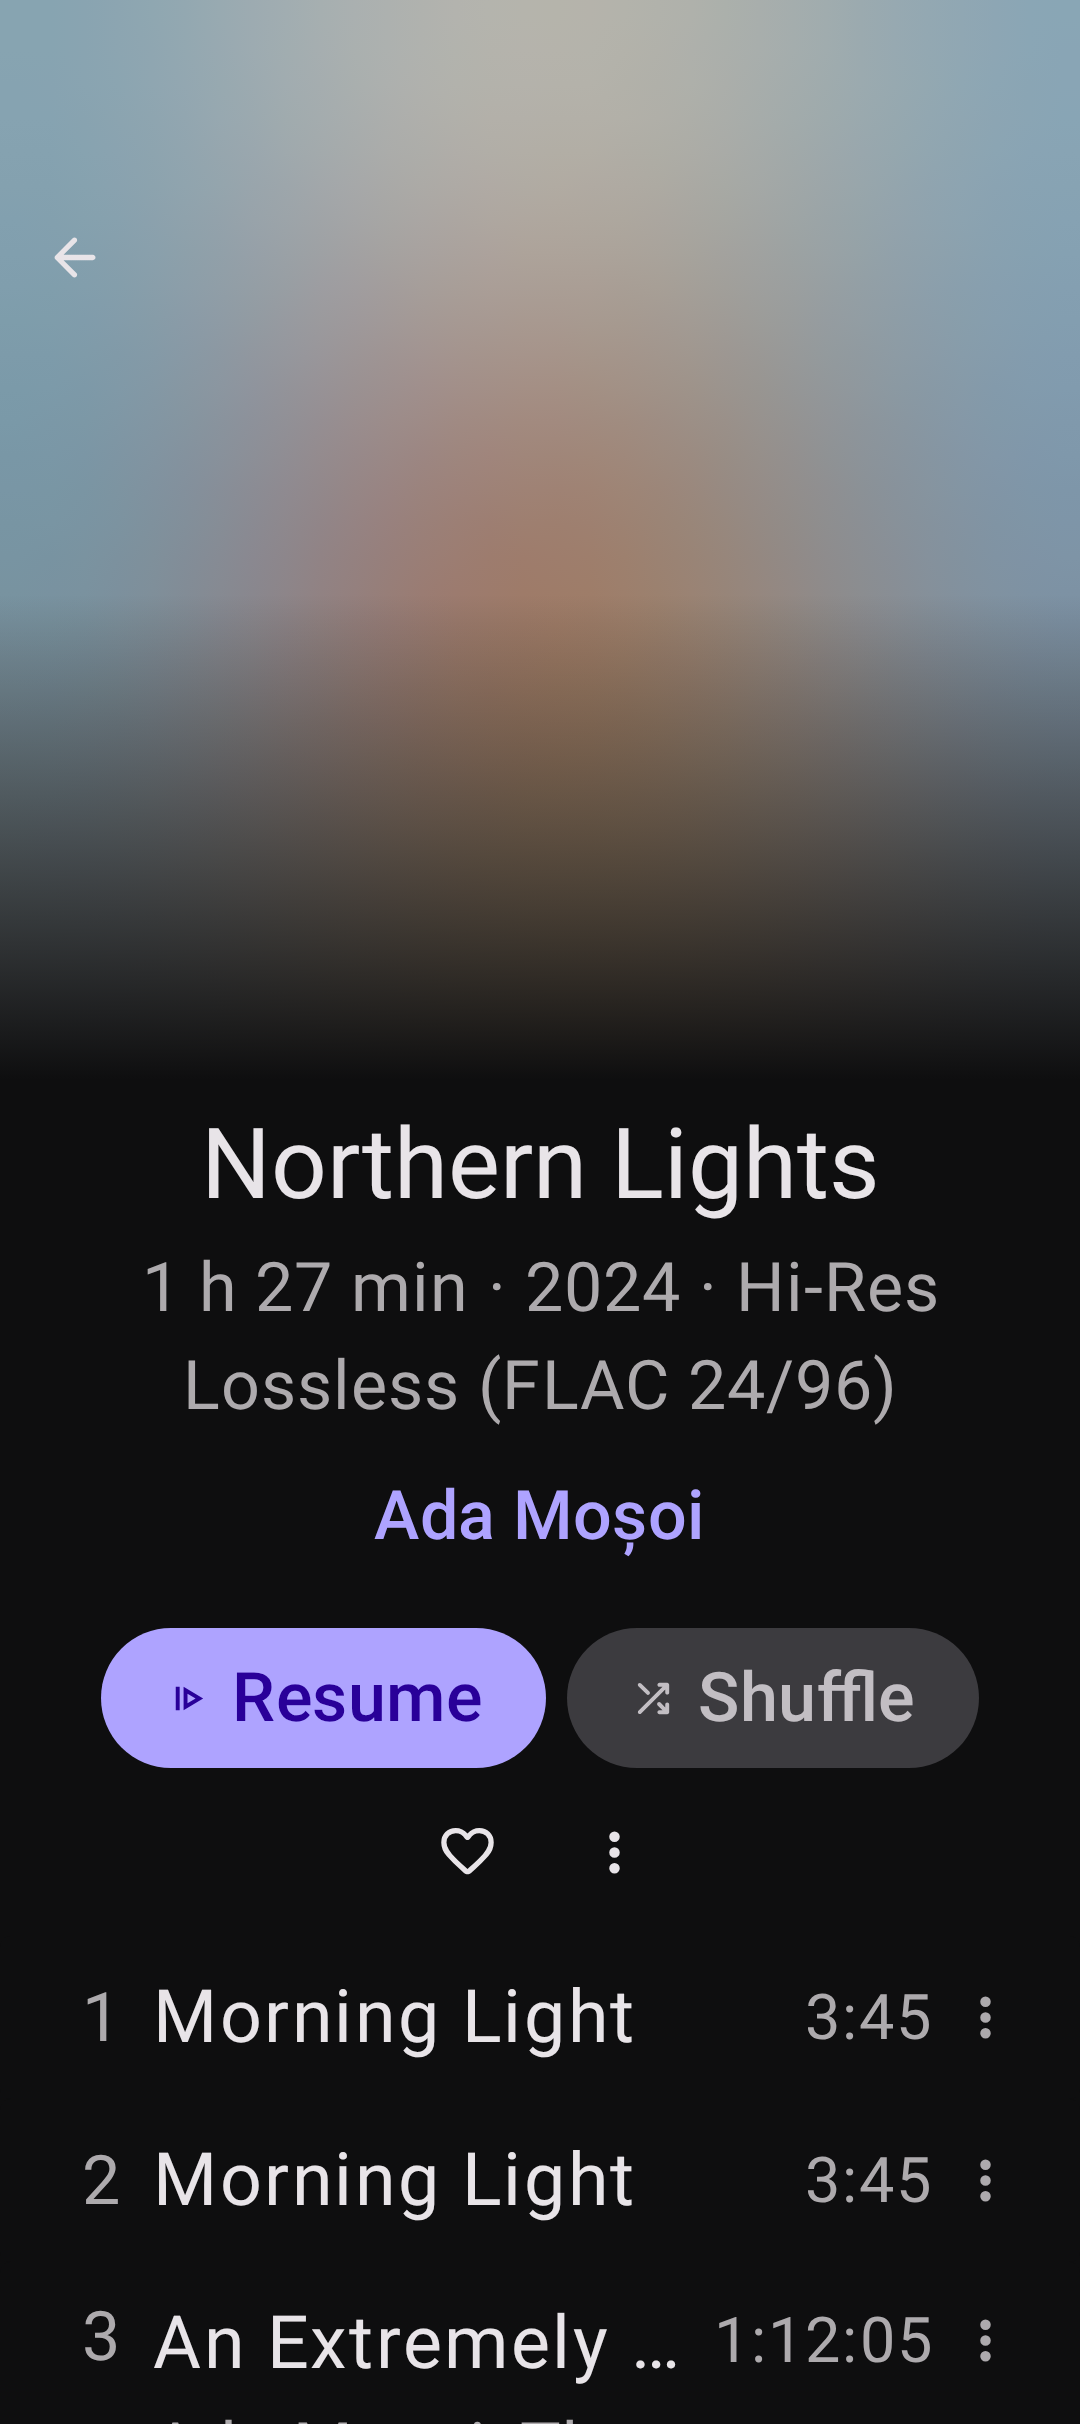 Northern Lights
1 h 27 min · 2024 · Hi-Res
Lossless (FLAC 24/96)
Ada Moșoi
Resume
Shuffle
1 Morning Light 3:45
2 Morning Light 3:45
3 An Extremely … 1:12:05